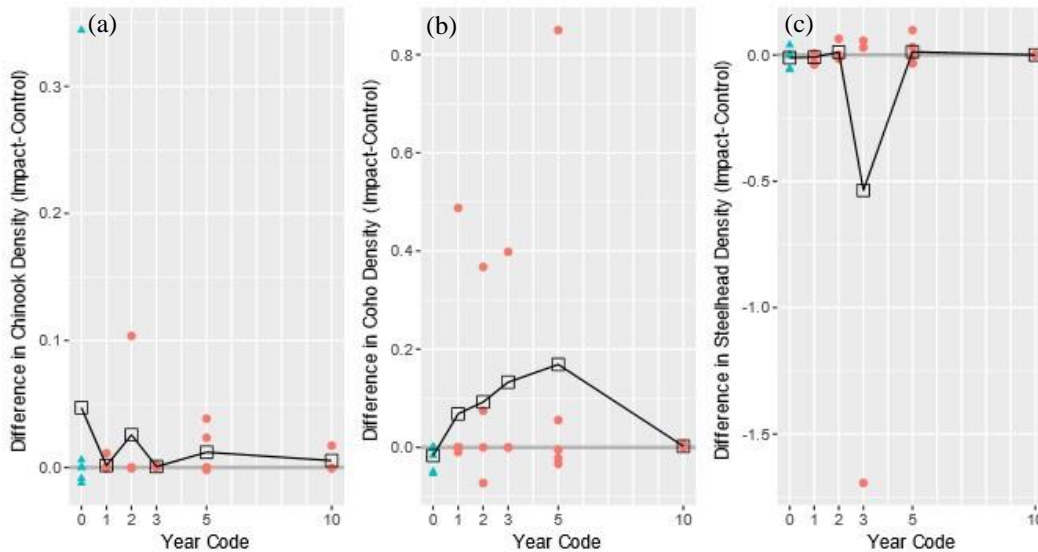 (a)
Difference in Chinook Density (Impact-Control)
0.3
0.2
0.1
0.0
0 1 2 3 5 10
Year Code
(b)
Difference in Coho Density (Impact-Control)
0.8
0.6
0.4
0.2
0.0
0 1 2 3 5 10
Year Code
(c)
Difference in Steelhead Density (Impact-Control)
0.0
-0.5
-1.0
-1.5
0 1 2 3 5 10
Year Code